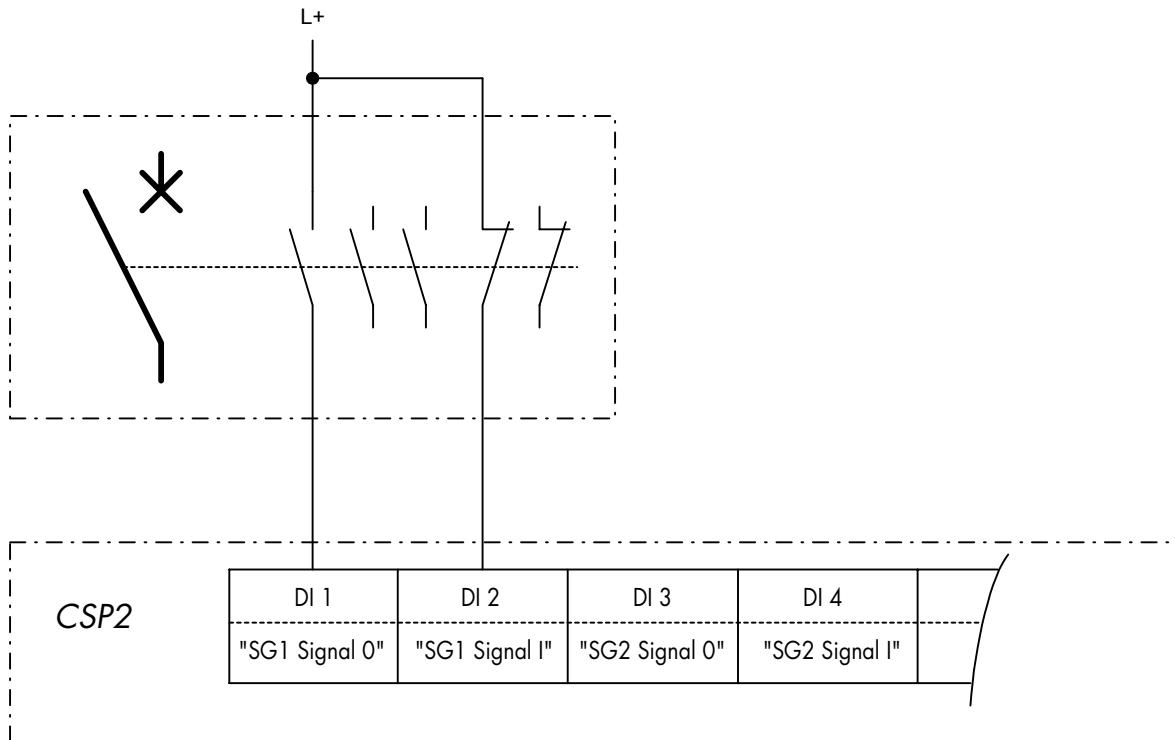 L+
CSP2
DI 1 DI 2 DI 3 DI 4
"SG1 Signal 0" "SG1 Signal I" "SG2 Signal 0" "SG2 Signal I"